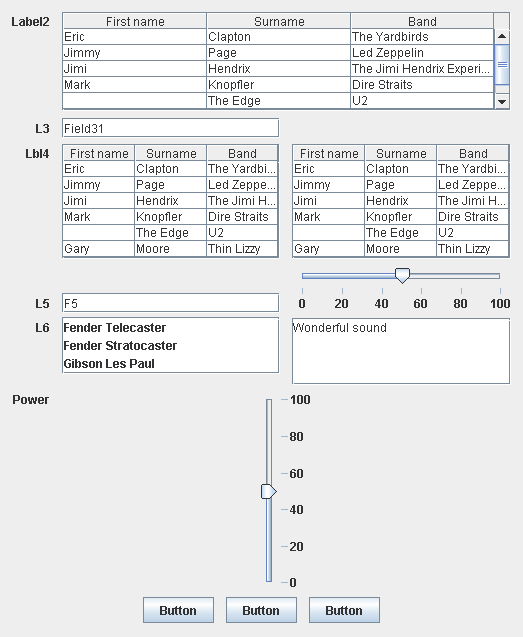 Label2 First name Surname Band
Eric Clapton The Yardbirds
Jimmy Page Led Zeppelin
Jimi Hendrix The Jimi Hendrix Experi...
Mark Knopfler Dire Straits
The Edge U2
L3 Field31
Lbl4 First name Surname Band First name Surname Band
Eric Clapton The Yardbi... Eric Clapton The Yardbi...
Jimmy Page Led Zeppe... Jimmy Page Led Zeppe...
Jimi Hendrix The Jimi H... Jimi Hendrix The Jimi H...
Mark Knopfler Dire Straits Mark Knopfler Dire Straits
The Edge U2 The Edge U2
Gary Moore Thin Lizzy Gary Moore Thin Lizzy
L5 F5 0 20 40 60 80 100
L6 Fender Telecaster Wonderful sound
Fender Stratocaster
Gibson Les Paul
Power 100
80
60
40
20
0
Button Button Button